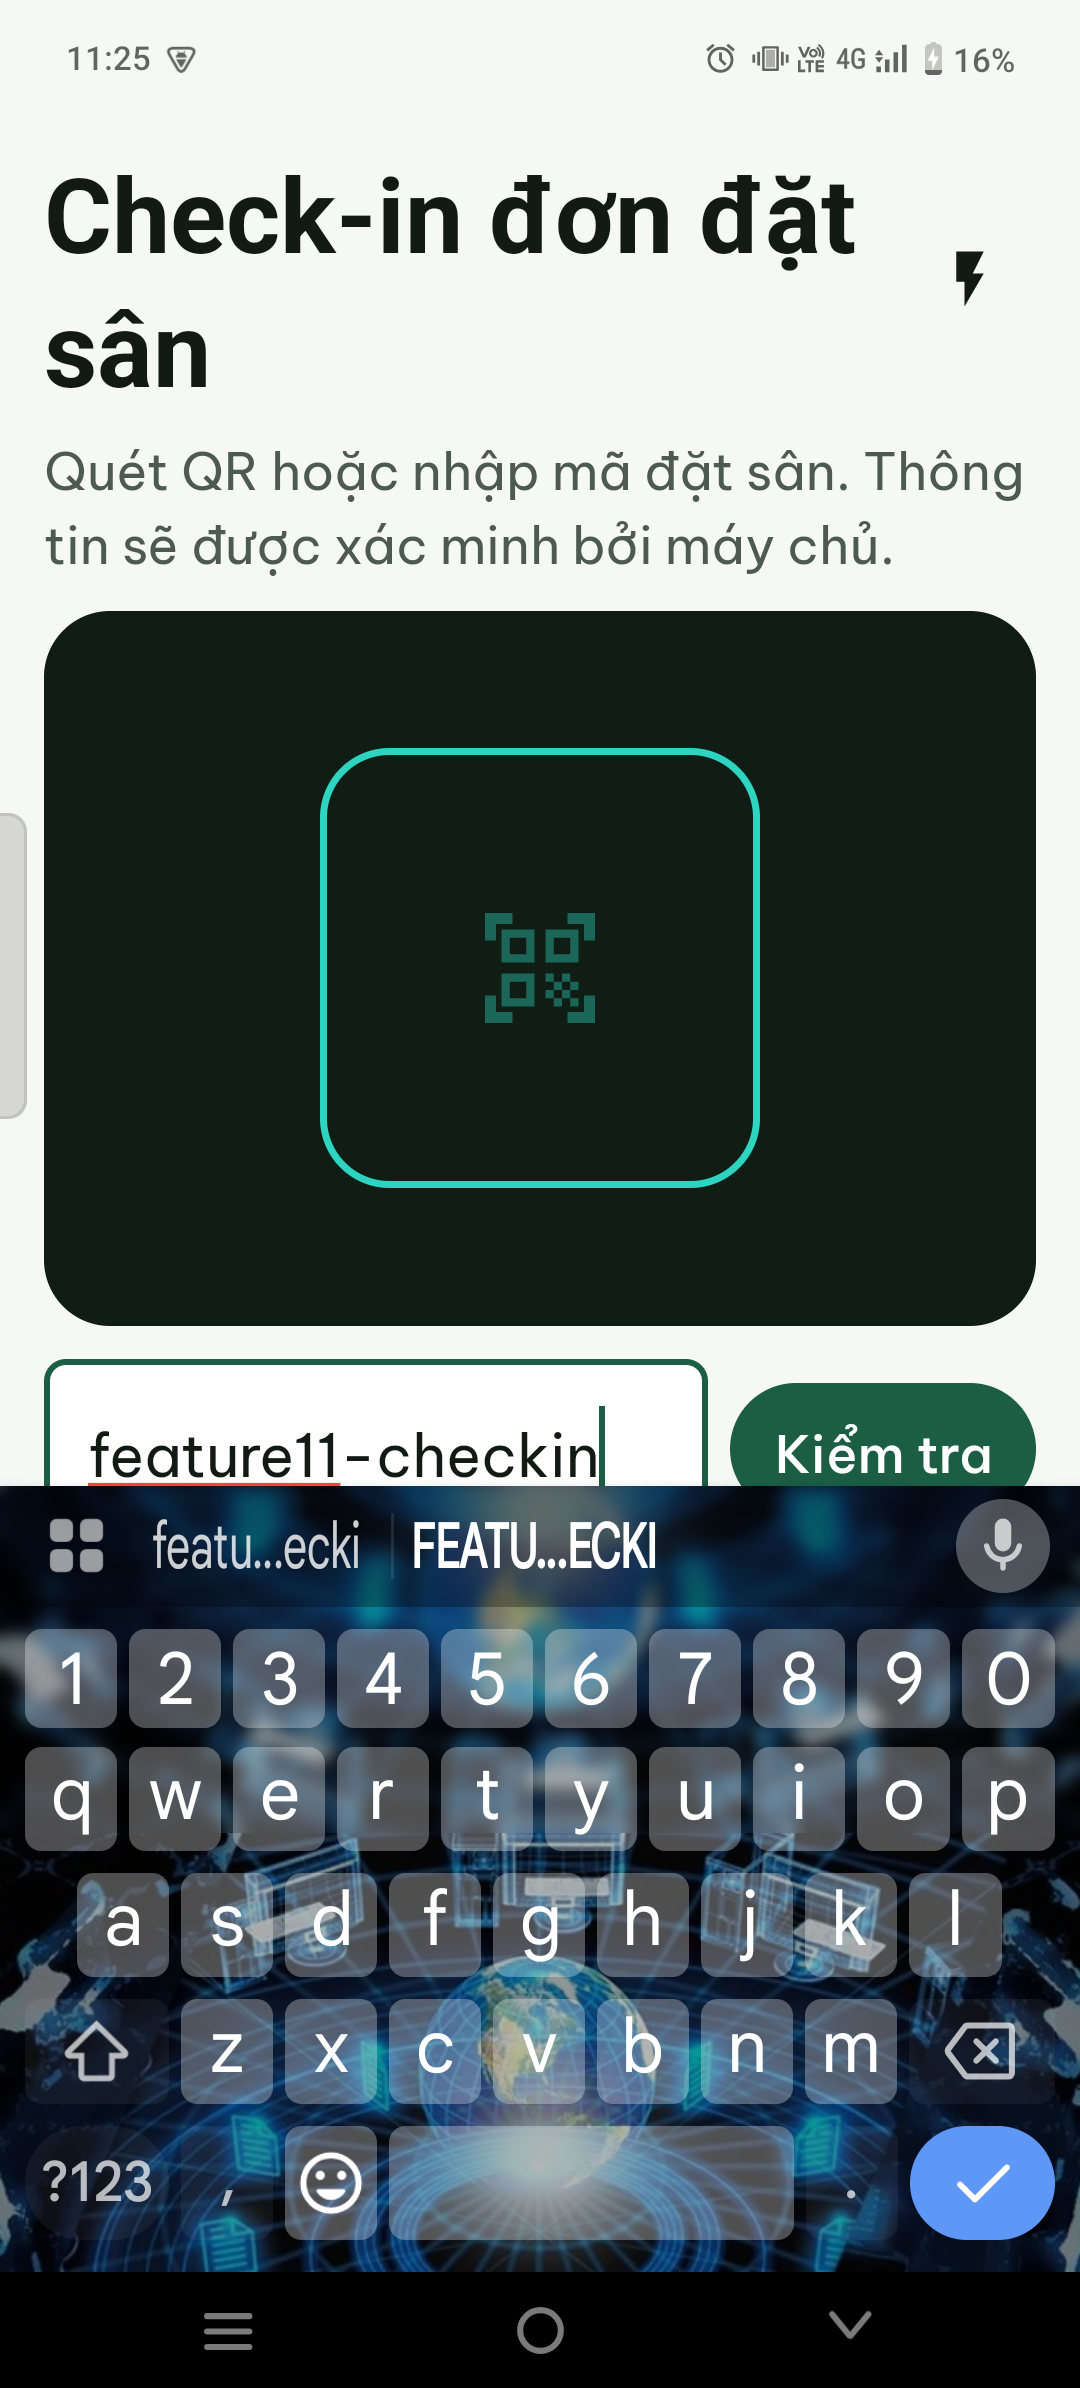 11:25 4G 16%
VoLTE
Check-in đơn đặt
sân
Quét QR hoặc nhập mã đặt sân. Thông
tin sẽ được xác minh bởi máy chủ.
feature11-checkin
Kiểm tra
featu...ecki FEATU...ECKI
1 2 3 4 5 6 7 8 9 0
q w e r t y u i o p
a s d f g h j k l
z x c v b n m
?123 , .